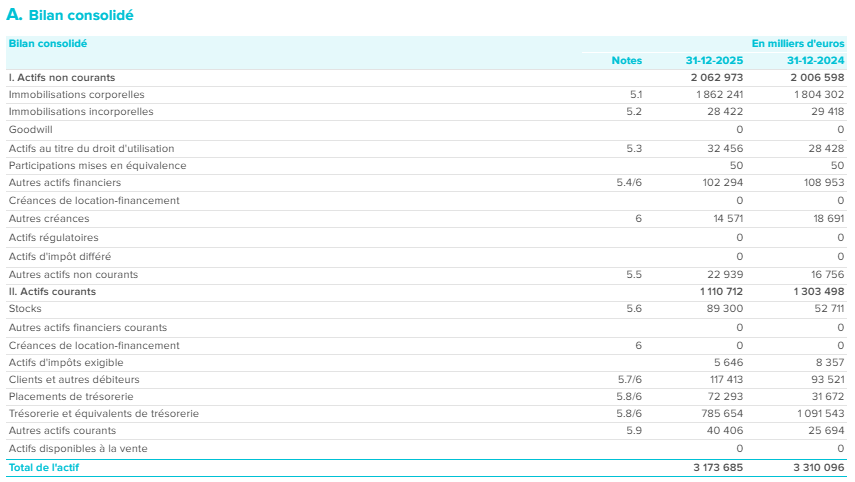 A. Bilan consolidé
Bilan consolidé En milliers d'euros
Notes 31-12-2025 31-12-2024
I. Actifs non courants 2 062 973 2 006 598
Immobilisations corporelles 5.1 1 862 241 1 804 302
Immobilisations incorporelles 5.2 28 422 29 418
Goodwill 0 0
Actifs au titre du droit d'utilisation 5.3 32 456 28 428
Participations mises en équivalence 50 50
Autres actifs financiers 5.4/6 102 294 108 953
Créances de location-financement 0 0
Autres créances 6 14 571 18 691
Actifs régulatoires 0 0
Actifs d'impôt différé 0 0
Autres actifs non courants 5.5 22 939 16 756
II. Actifs courants 1 110 712 1 303 498
Stocks 5.6 89 300 52 711
Autres actifs financiers courants 0 0
Créances de location-financement 6 0 0
Actifs d'impôts exigible 5 646 8 357
Clients et autres débiteurs 5.7/6 117 413 93 521
Placements de trésorerie 5.8/6 72 293 31 672
Trésorerie et équivalents de trésorerie 5.8/6 785 654 1 091 543
Autres actifs courants 5.9 40 406 25 694
Actifs disponibles à la vente 0 0
Total de l'actif 3 173 685 3 310 096